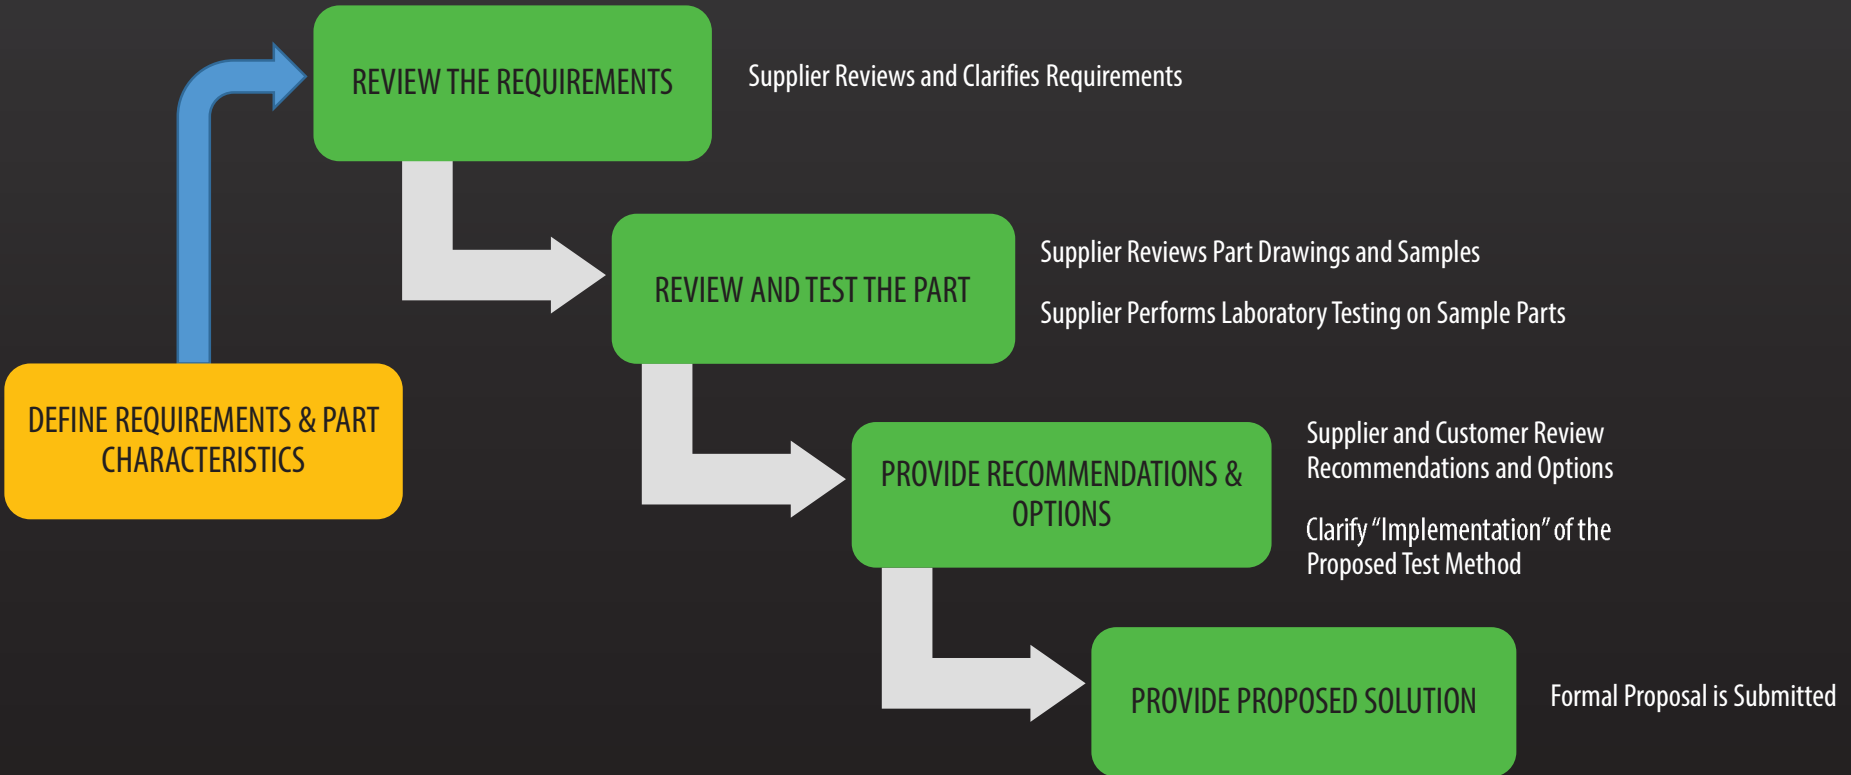 REVIEW THE REQUIREMENTS
Supplier Reviews and Clarifies Requirements
REVIEW AND TEST THE PART
Supplier Reviews Part Drawings and Samples
Supplier Performs Laboratory Testing on Sample Parts
DEFINE REQUIREMENTS & PART
CHARACTERISTICS
PROVIDE RECOMMENDATIONS &
OPTIONS
Supplier and Customer Review
Recommendations and Options
Clarify “Implementation” of the
Proposed Test Method
PROVIDE PROPOSED SOLUTION
Formal Proposal is Submitted